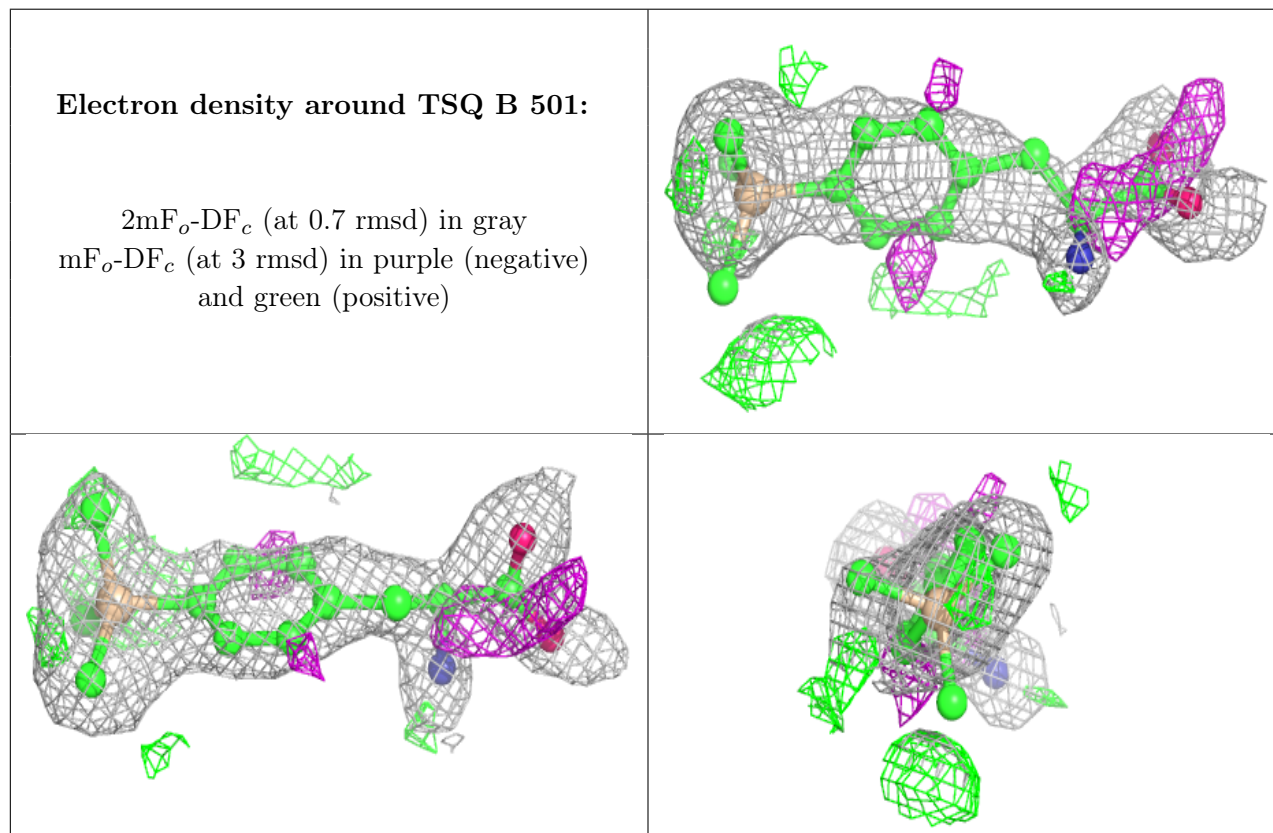 Electron density around TSQ B 501:
2mFo-DFc (at 0.7 rmsd) in gray
mFo-DFc (at 3 rmsd) in purple (negative)
and green (positive)